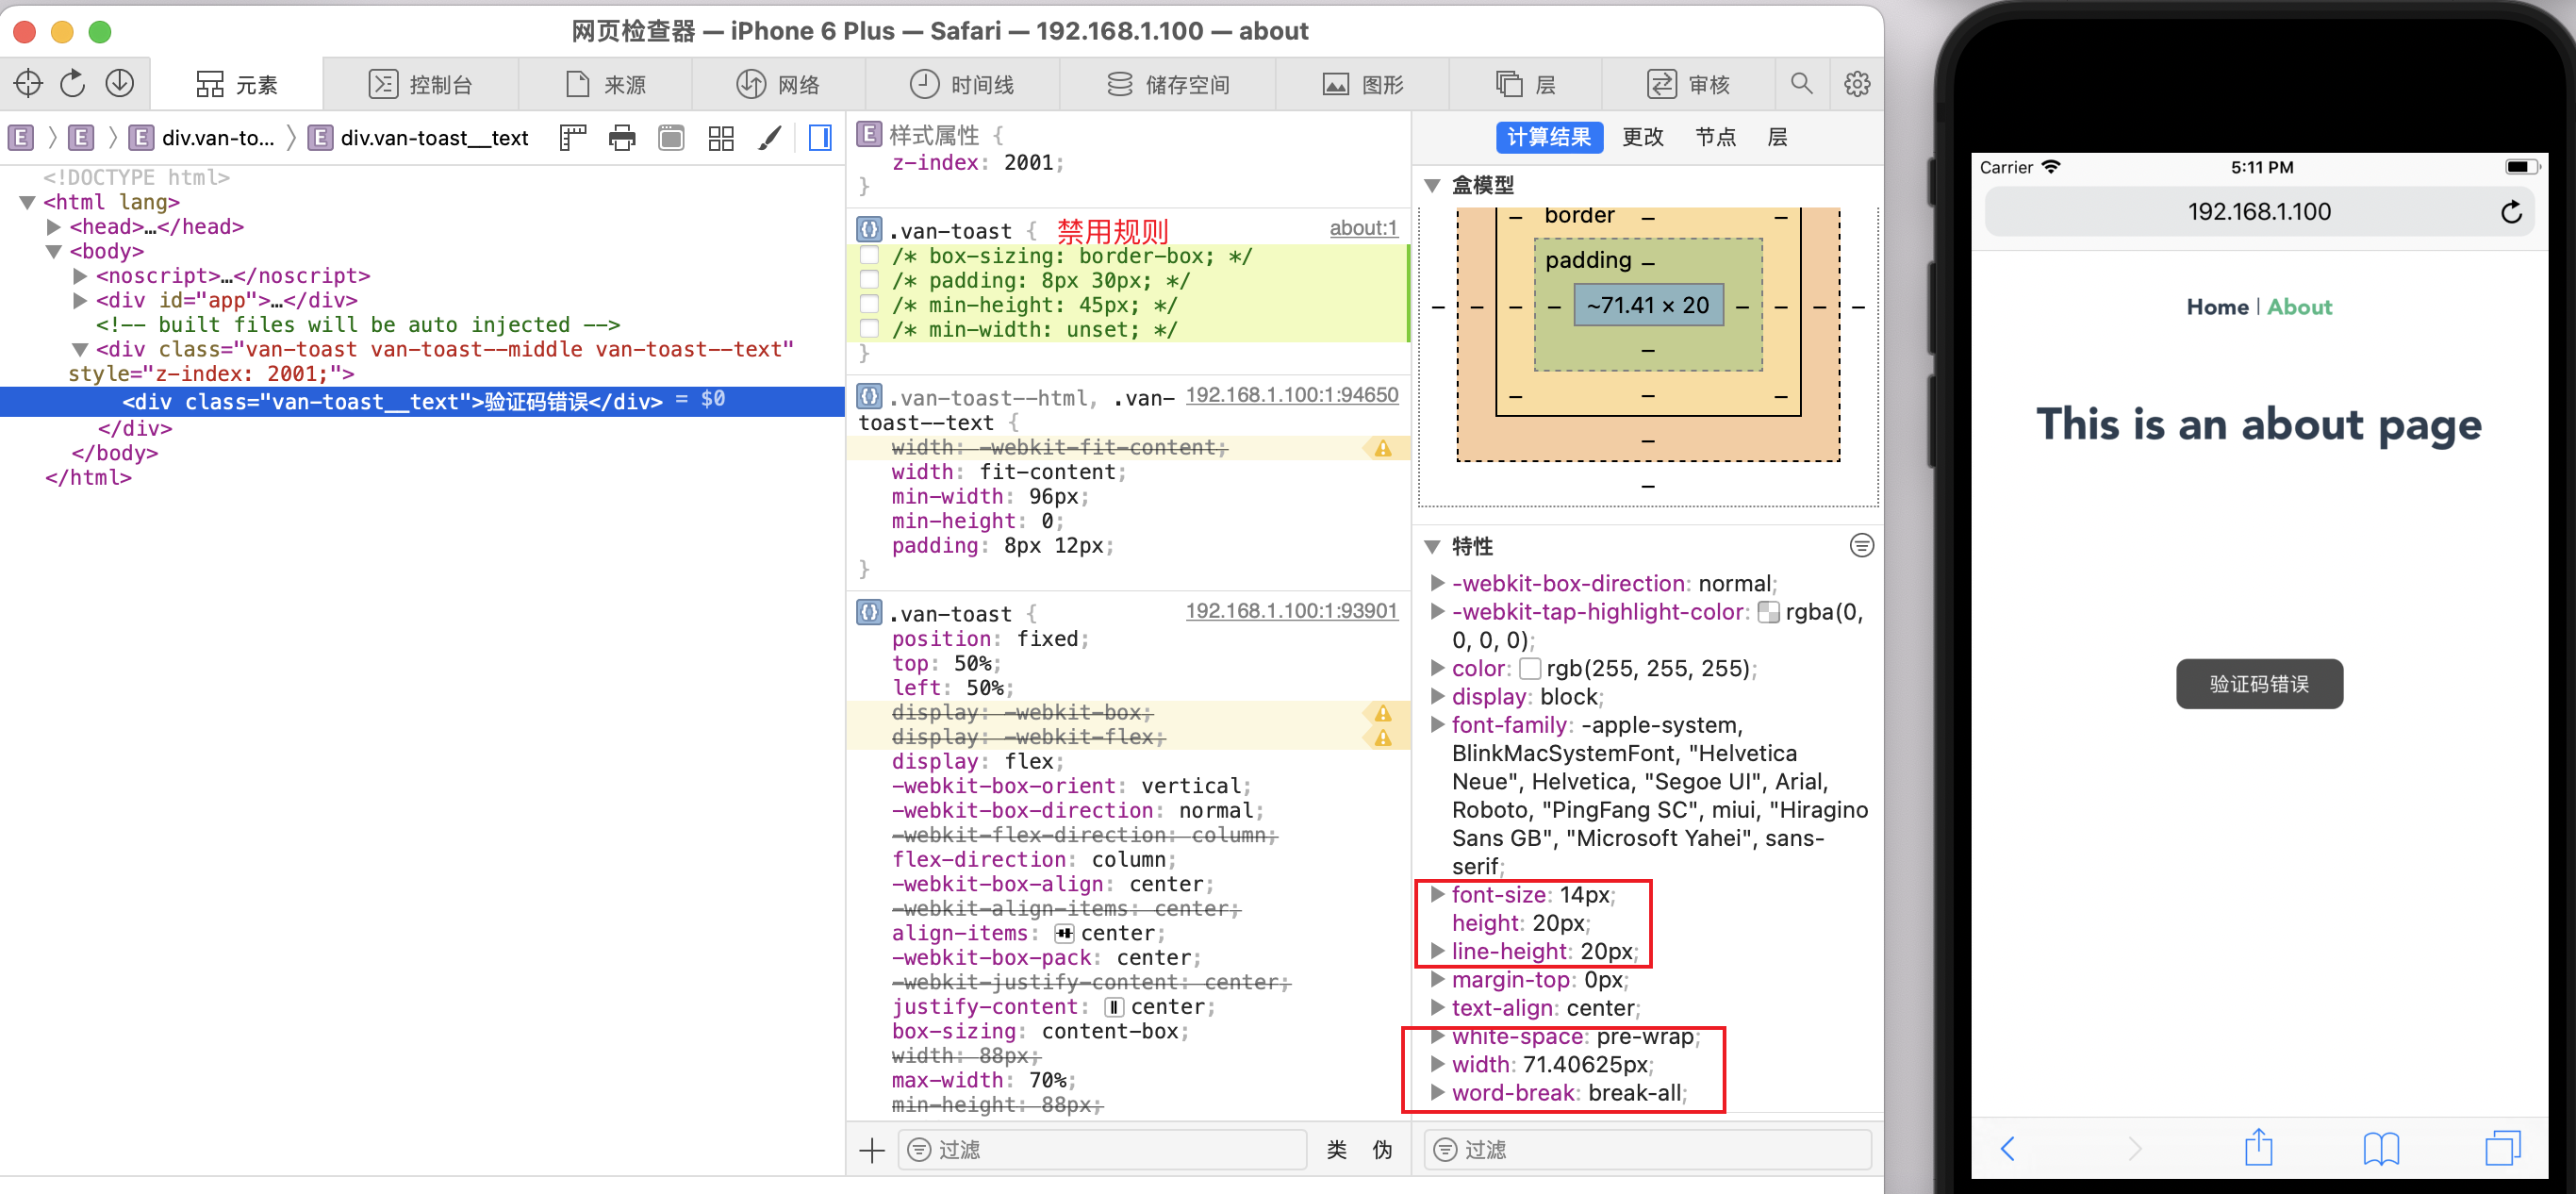 网页检查器 — iPhone 6 Plus — Safari — 192.168.1.100 — about
元素
控制台
来源
网络
时间线
储存空间
图形
层
审核
E
E
E div.van-to...
E div.van-toast__text
<!DOCTYPE html>
<html lang>
<head>…</head>
<body>
<noscript>…</noscript>
<div id="app">…</div>
<!-- built files will be auto injected -->
<div class="van-toast van-toast--middle van-toast--text"
style="z-index: 2001;">
<div class="van-toast__text">验证码错误</div> = $0
</div>
</body>
</html>
E 样式属性 {
z-index: 2001;
}
.van-toast { 禁用规则 about:1
/* box-sizing: border-box; */
/* padding: 8px 30px; */
/* min-height: 45px; */
/* min-width: unset; */
}
.van-toast--html, .van- 192.168.1.100:1:94650
toast--text {
width: -webkit-fit-content;
width: fit-content;
min-width: 96px;
min-height: 0;
padding: 8px 12px;
}
.van-toast { 192.168.1.100:1:93901
position: fixed;
top: 50%;
left: 50%;
display: -webkit-box;
display: -webkit-flex;
display: flex;
-webkit-box-orient: vertical;
-webkit-box-direction: normal;
-webkit-flex-direction: column;
flex-direction: column;
-webkit-box-align: center;
-webkit-align-items: center;
align-items: center;
-webkit-box-pack: center;
-webkit-justify-content: center;
justify-content: center;
box-sizing: content-box;
width: 88px;
max-width: 70%;
min-height: 88px;
过滤
类
伪
计算结果 更改 节点 层
盒模型
– border – –
padding –
– – – – ~71.41 × 20 – – – –
–
– – –
–
–
特性
-webkit-box-direction: normal;
-webkit-tap-highlight-color: rgba(0,
0, 0, 0);
color: rgb(255, 255, 255);
display: block;
font-family: -apple-system,
BlinkMacSystemFont, "Helvetica
Neue", Helvetica, "Segoe UI", Arial,
Roboto, "PingFang SC", miui, "Hiragino
Sans GB", "Microsoft Yahei", sans-
serif;
font-size: 14px;
height: 20px;
line-height: 20px;
margin-top: 0px;
text-align: center;
white-space: pre-wrap;
width: 71.40625px;
word-break: break-all;
过滤
Carrier 5:11 PM
192.168.1.100
Home | About
This is an about page
验证码错误